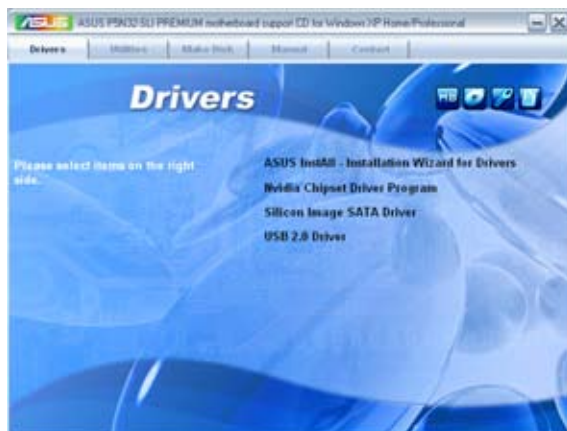 ASUS ASUS P5N32-SLI PREMIUM motherboard support CD for Windows XP Home/Professional
Drivers Utilities Make Disk Manual Contact
Drivers
Please select items on the right side.
ASUS InstAll - Installation Wizard for Drivers
Nvidia Chipset Driver Program
Silicon Image SATA Driver
USB 2.0 Driver